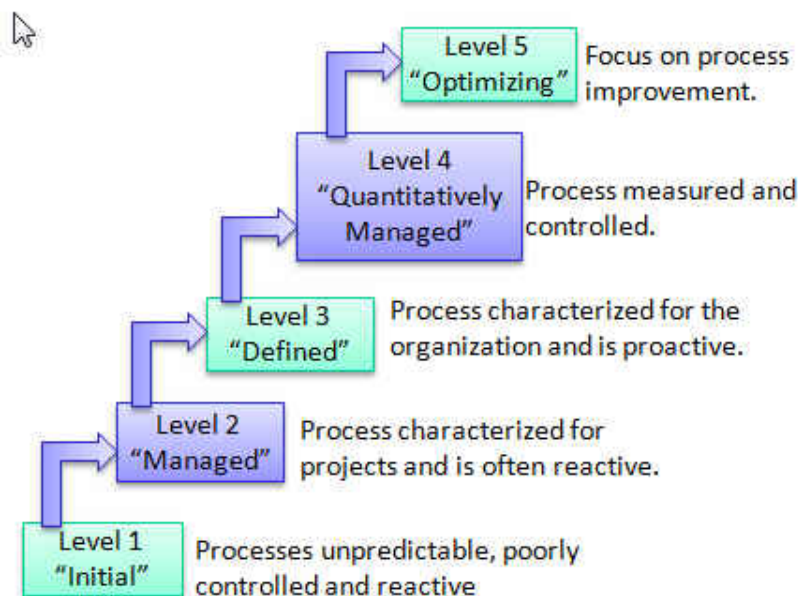 Level 5
“Optimizing”
Focus on process
improvement.
Level 4
“Quantitatively
Managed”
Process measured and
controlled.
Level 3
“Defined”
Process characterized for the
organization and is proactive.
Level 2
“Managed”
Process characterized for
projects and is often reactive.
Level 1
“Initial”
Processes unpredictable, poorly
controlled and reactive